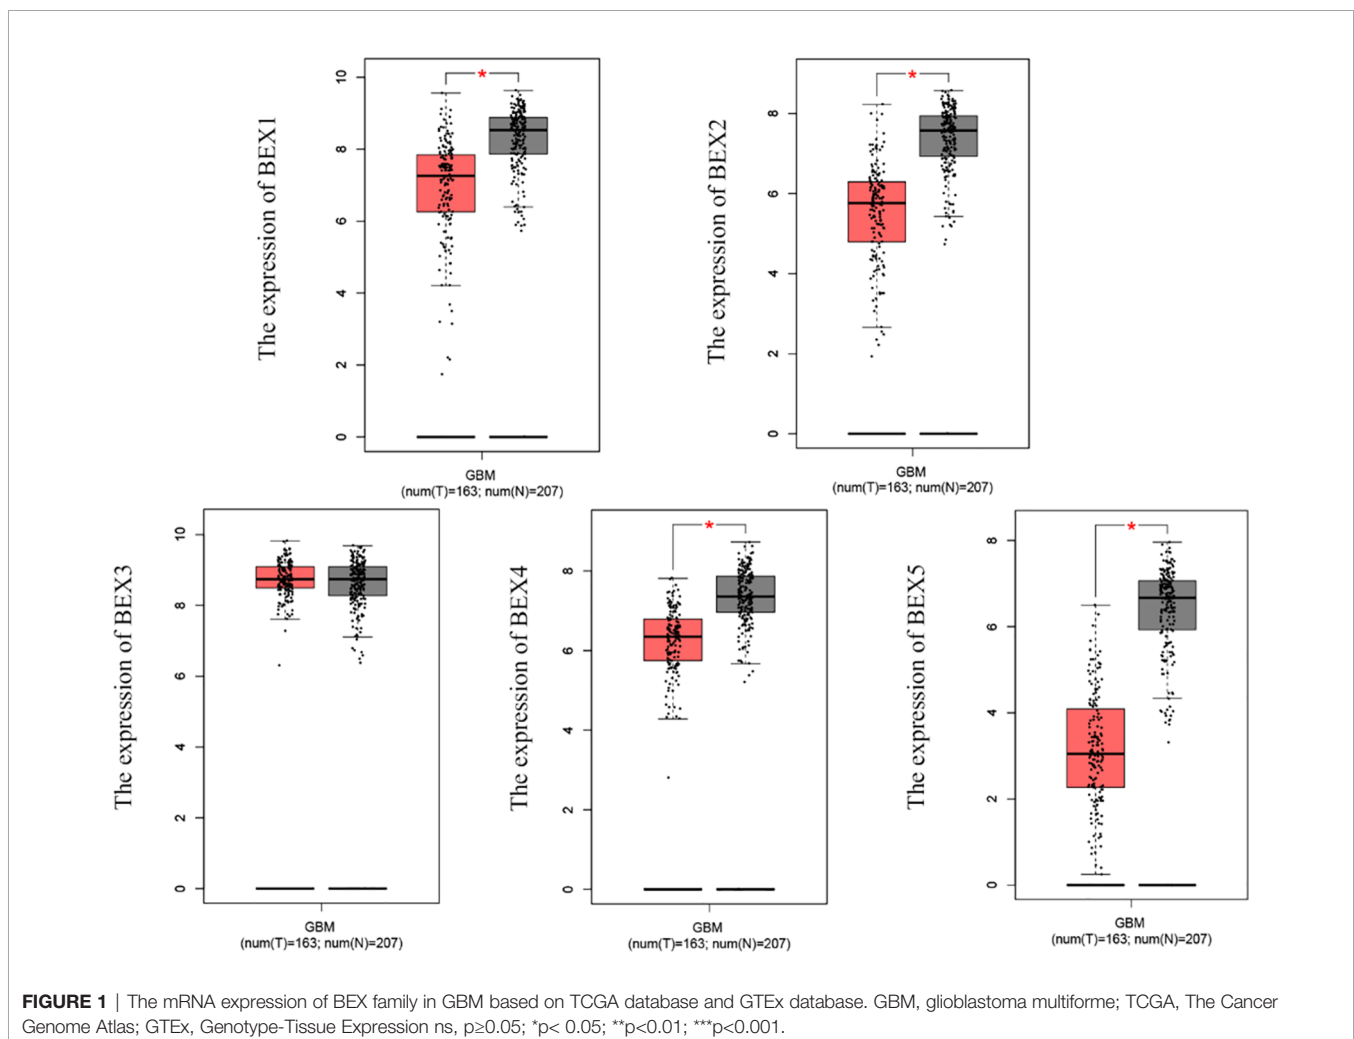 The expression of BEX1
10
8
6
4
2
0
*
GBM
(num(T)=163; num(N)=207)
The expression of BEX2
8
6
4
2
0
*
GBM
(num(T)=163; num(N)=207)
The expression of BEX3
10
8
6
4
2
0
GBM
(num(T)=163; num(N)=207)
The expression of BEX4
8
6
4
2
0
*
GBM
(num(T)=163; num(N)=207)
The expression of BEX5
8
6
4
2
0
*
GBM
(num(T)=163; num(N)=207)
FIGURE 1 | The mRNA expression of BEX family in GBM based on TCGA database and GTEx database. GBM, glioblastoma multiforme; TCGA, The Cancer
Genome Atlas; GTEx, Genotype-Tissue Expression ns, p≥0.05; *p< 0.05; **p<0.01; ***p<0.001.